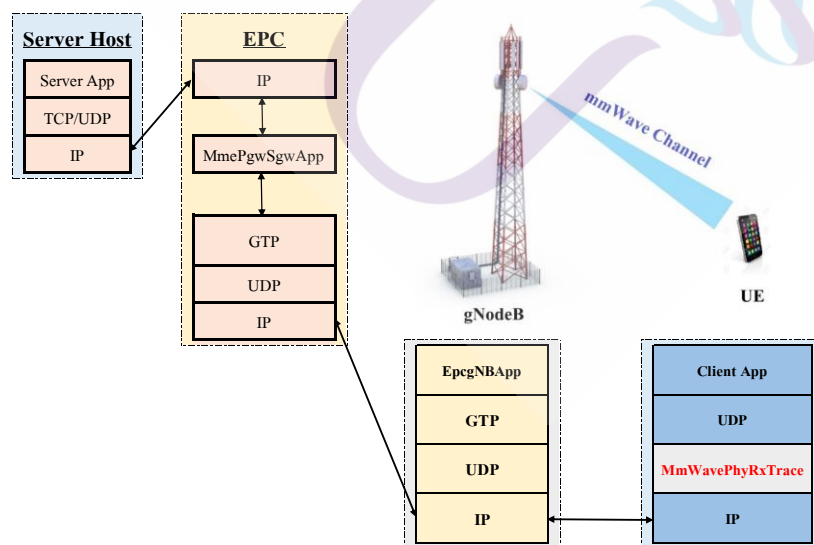 Server Host
Server App
TCP/UDP
IP
EPC
IP
MmePgwSgwApp
GTP
UDP
IP
mmWave Channel
gNodeB
UE
EpcgNBApp
GTP
UDP
IP
Client App
UDP
MmWavePhyRxTrace
IP